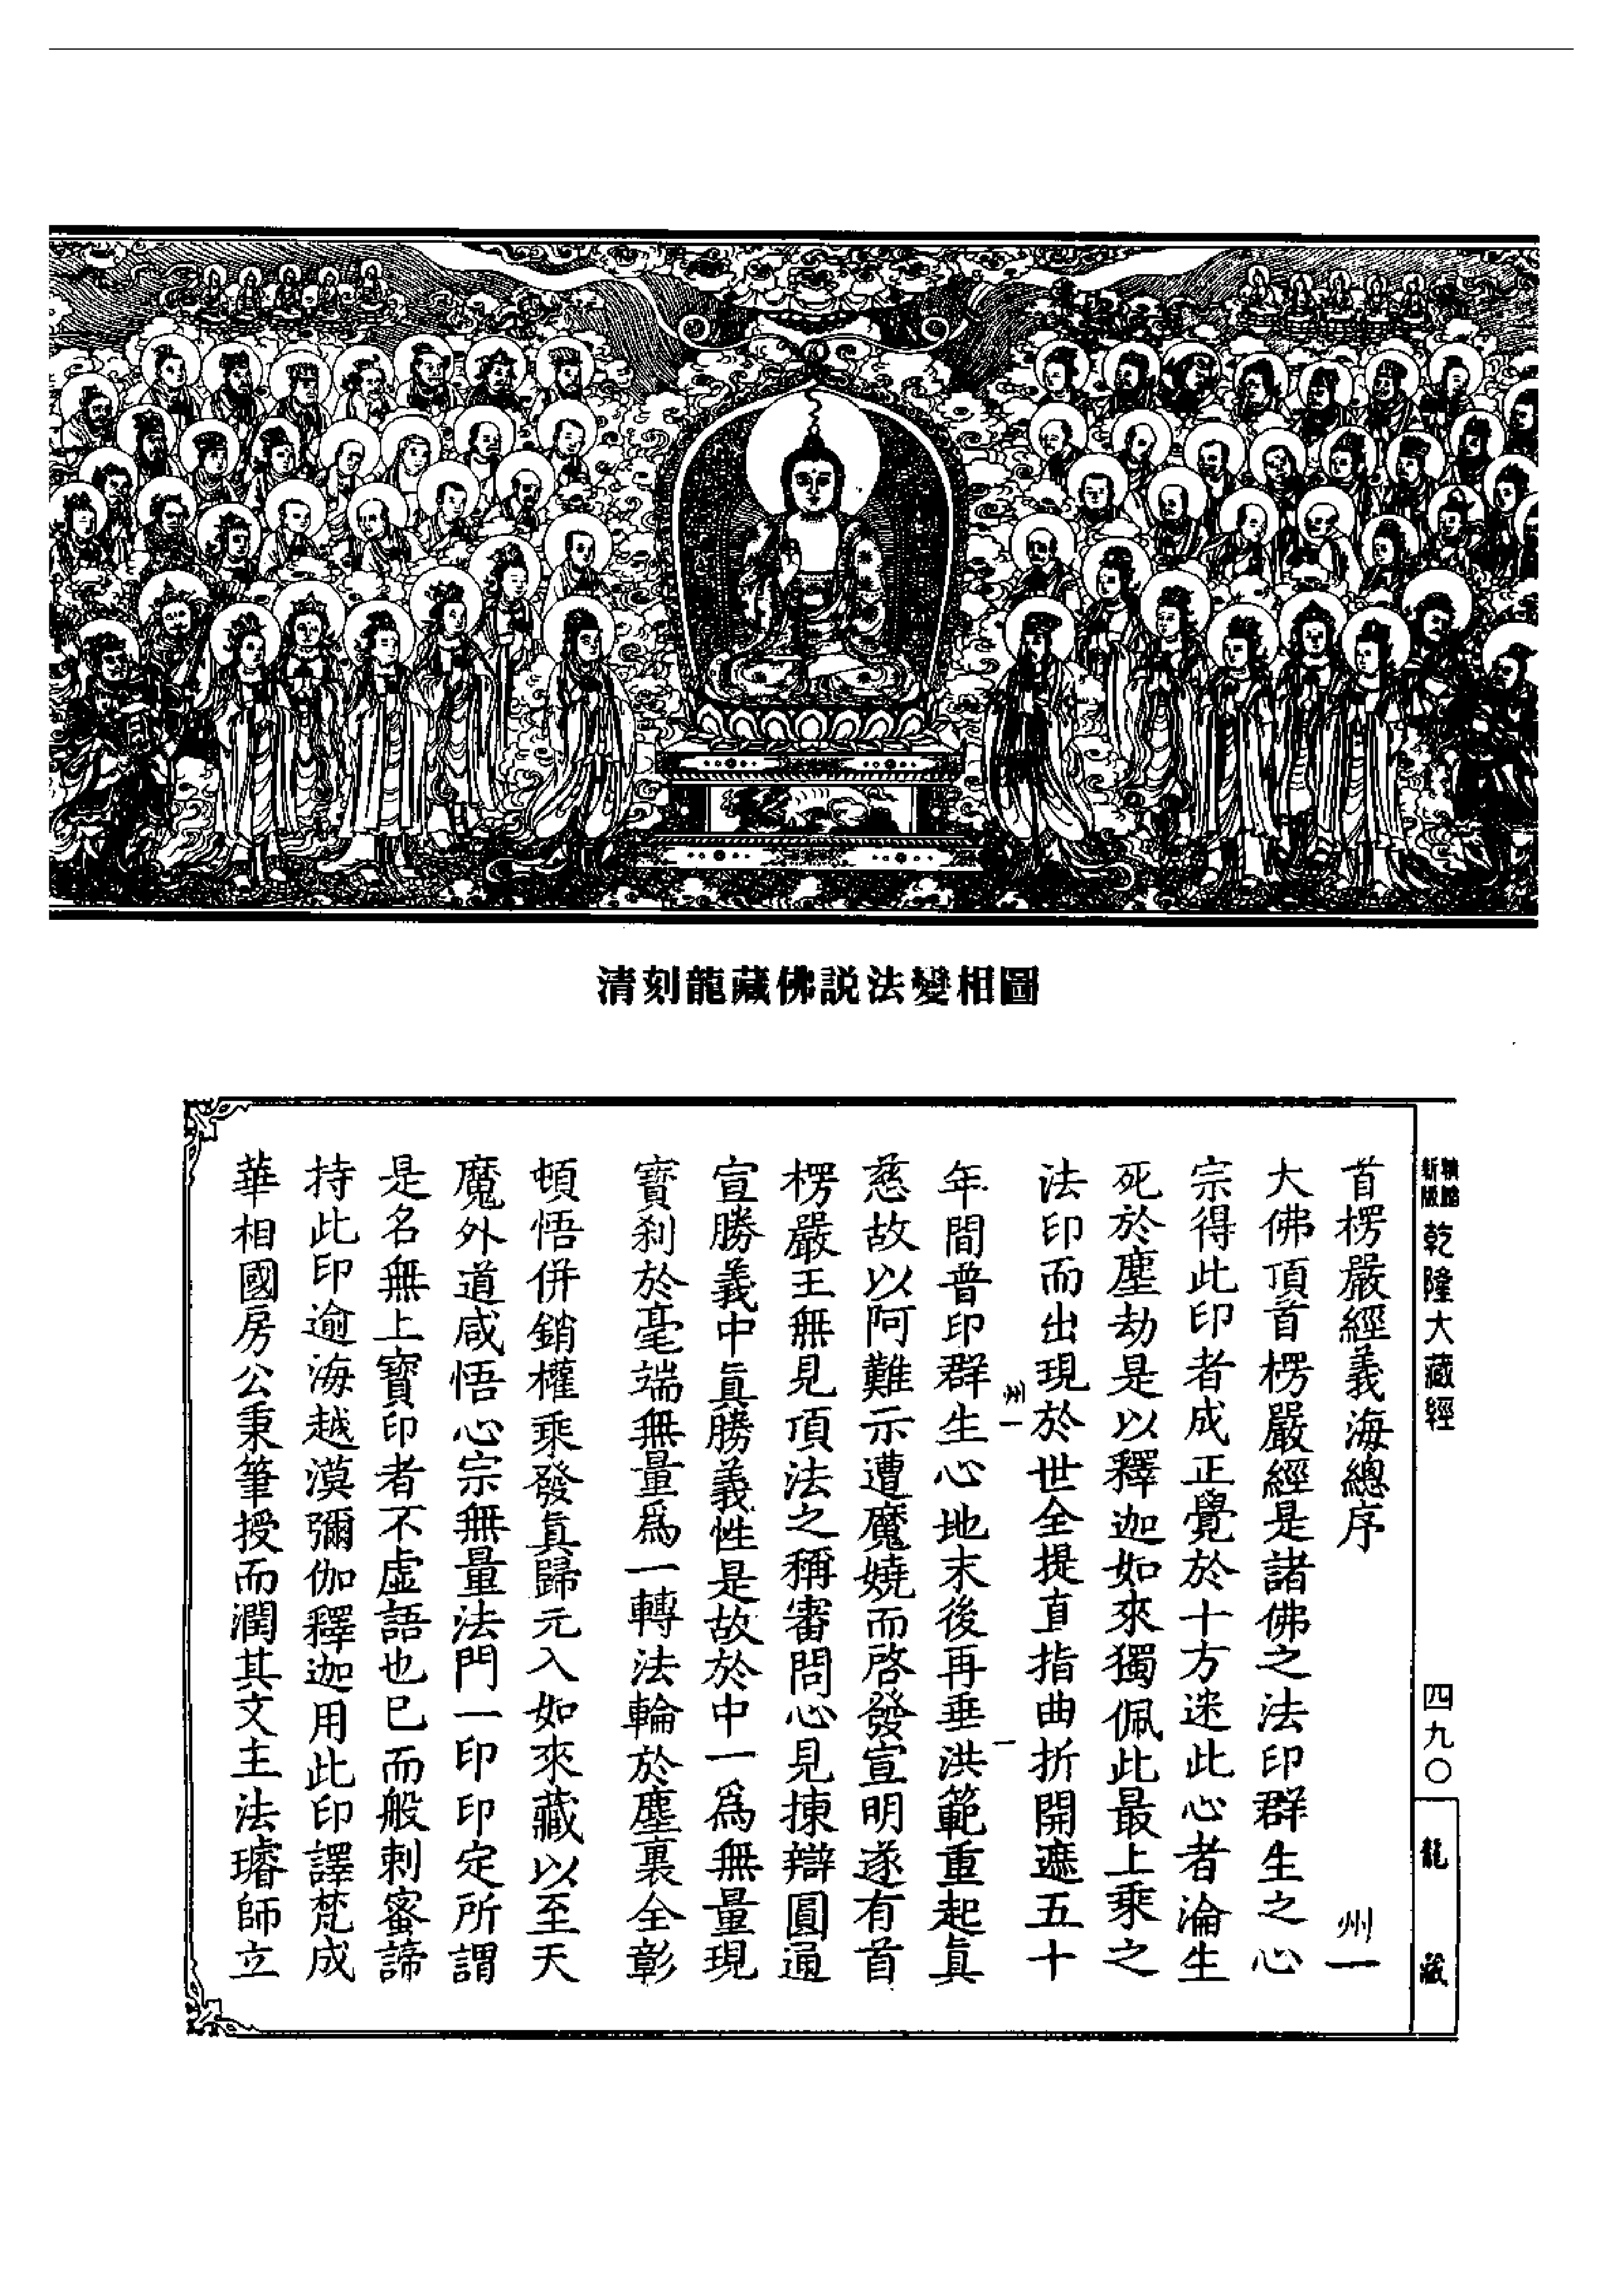 清刻龍藏佛説法變相圖
新版
乾隆大藏經
四九〇
龍藏
首楞嚴經義海總序 州一
大佛頂首楞嚴經是諸佛之法印群生之心
宗得此印者成正覺於十方迷此心者淪生
死於塵劫是以釋迦如來獨佩此最上乘之
法印而出現於世全提直指曲折開遮五十
州一 一
年間普印群生心地末後再垂洪範重起真
慈故以阿難示遭魔嬈而啓發宣明遂有首
楞嚴王無見頂法之稱審問心見揀辯圓通
宣勝義中真勝義性是故於中一為無量現
寶刹於毫端無量爲一轉法輪於塵裏全彰
頓悟併銷權乘發真歸元入如來藏以至天
魔外道咸悟心宗無量法門一印印定所謂
是名無上寶印者不虛語也已而般剌蜜諦
持此印逾海越漠彌伽釋迦用此印譯梵成
華相國房公秉筆授而潤其文主法璿師立